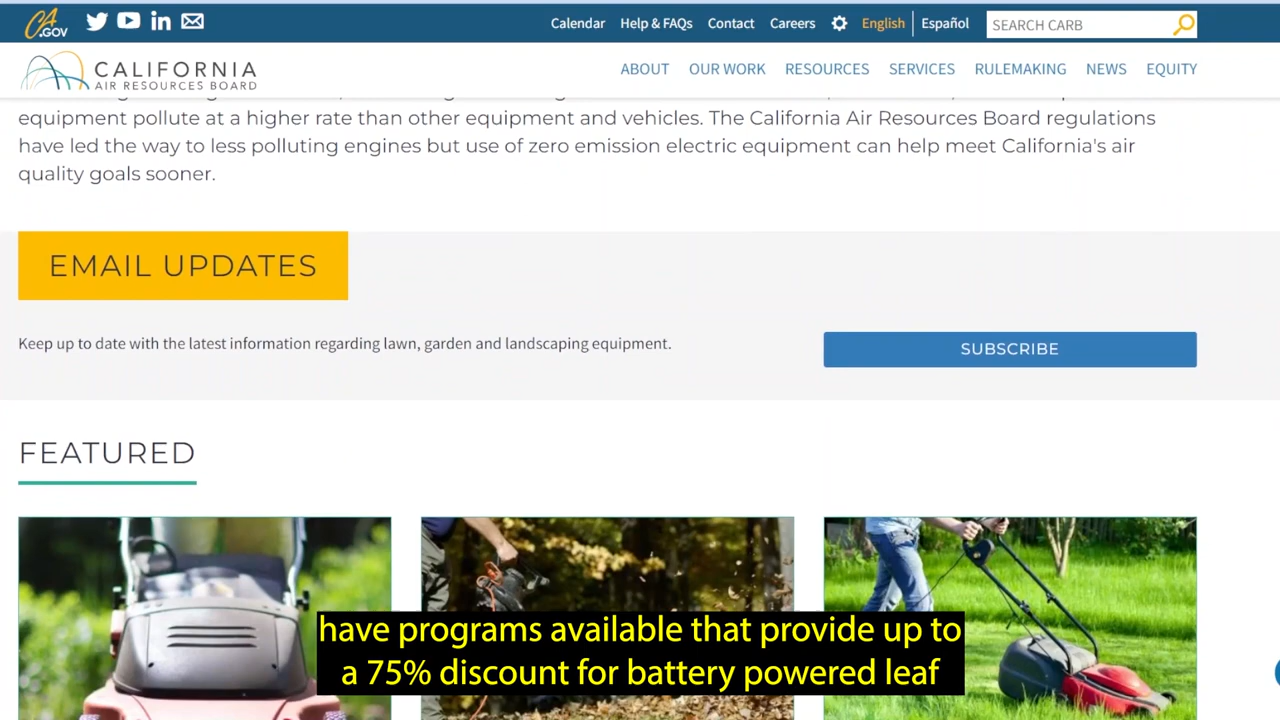 CA.GOV
Calendar Help & FAQs Contact Careers English Español SEARCH CARB
CALIFORNIA
AIR RESOURCES BOARD
ABOUT OUR WORK RESOURCES SERVICES RULEMAKING NEWS EQUITY
equipment pollute at a higher rate than other equipment and vehicles. The California Air Resources Board regulations
have led the way to less polluting engines but use of zero emission electric equipment can help meet California's air
quality goals sooner.
EMAIL UPDATES
Keep up to date with the latest information regarding lawn, garden and landscaping equipment.
SUBSCRIBE
FEATURED
have programs available that provide up to
a 75% discount for battery powered leaf